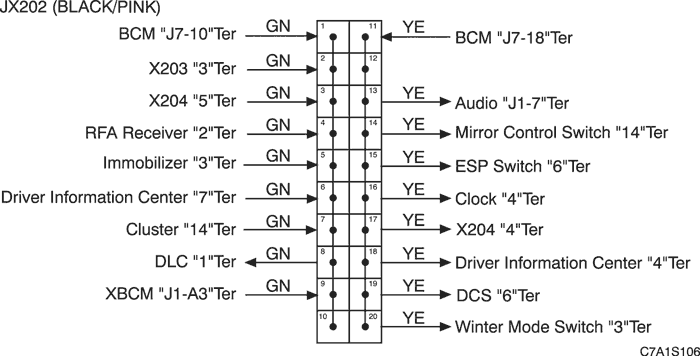 JX202 (BLACK/PINK)
BCM "J7-10"Ter GN 1 11 YE BCM "J7-18"Ter
X203 "3"Ter GN 2 12
X204 "5"Ter GN 3 13 YE Audio "J1-7"Ter
RFA Receiver "2"Ter GN 4 14 YE Mirror Control Switch "14"Ter
Immobilizer "3"Ter GN 5 15 YE ESP Switch "6"Ter
Driver Information Center "7"Ter GN 6 16 YE Clock "4"Ter
Cluster "14"Ter GN 7 17 YE X204 "4"Ter
DLC "1"Ter GN 8 18 YE Driver Information Center "4"Ter
XBCM "J1-A3"Ter GN 9 19 YE DCS "6"Ter
10 20 YE Winter Mode Switch "3"Ter
C7A1S106